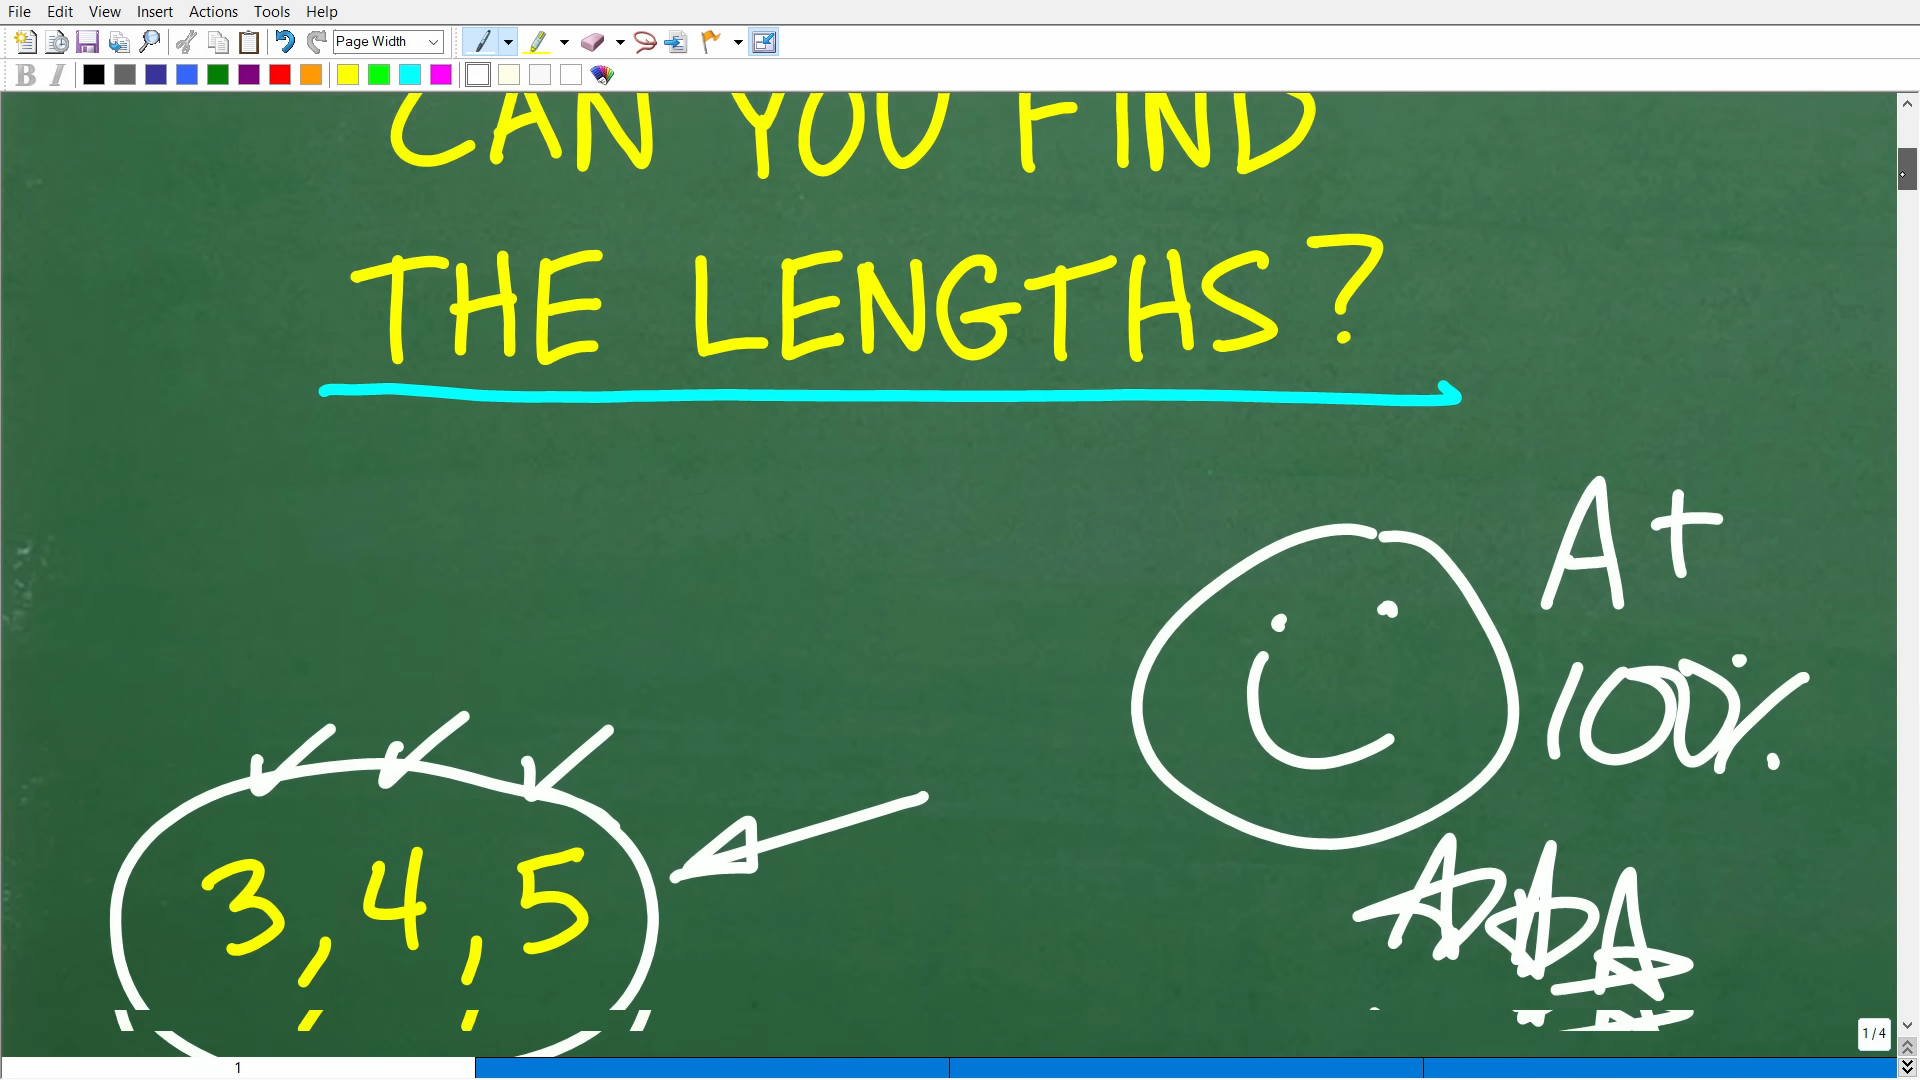 File Edit View Insert Actions Tools Help
Page Width
B I
CAN YOU FIND
THE LENGTHS?
A+
100%
3, 4, 5
1 / 4
1